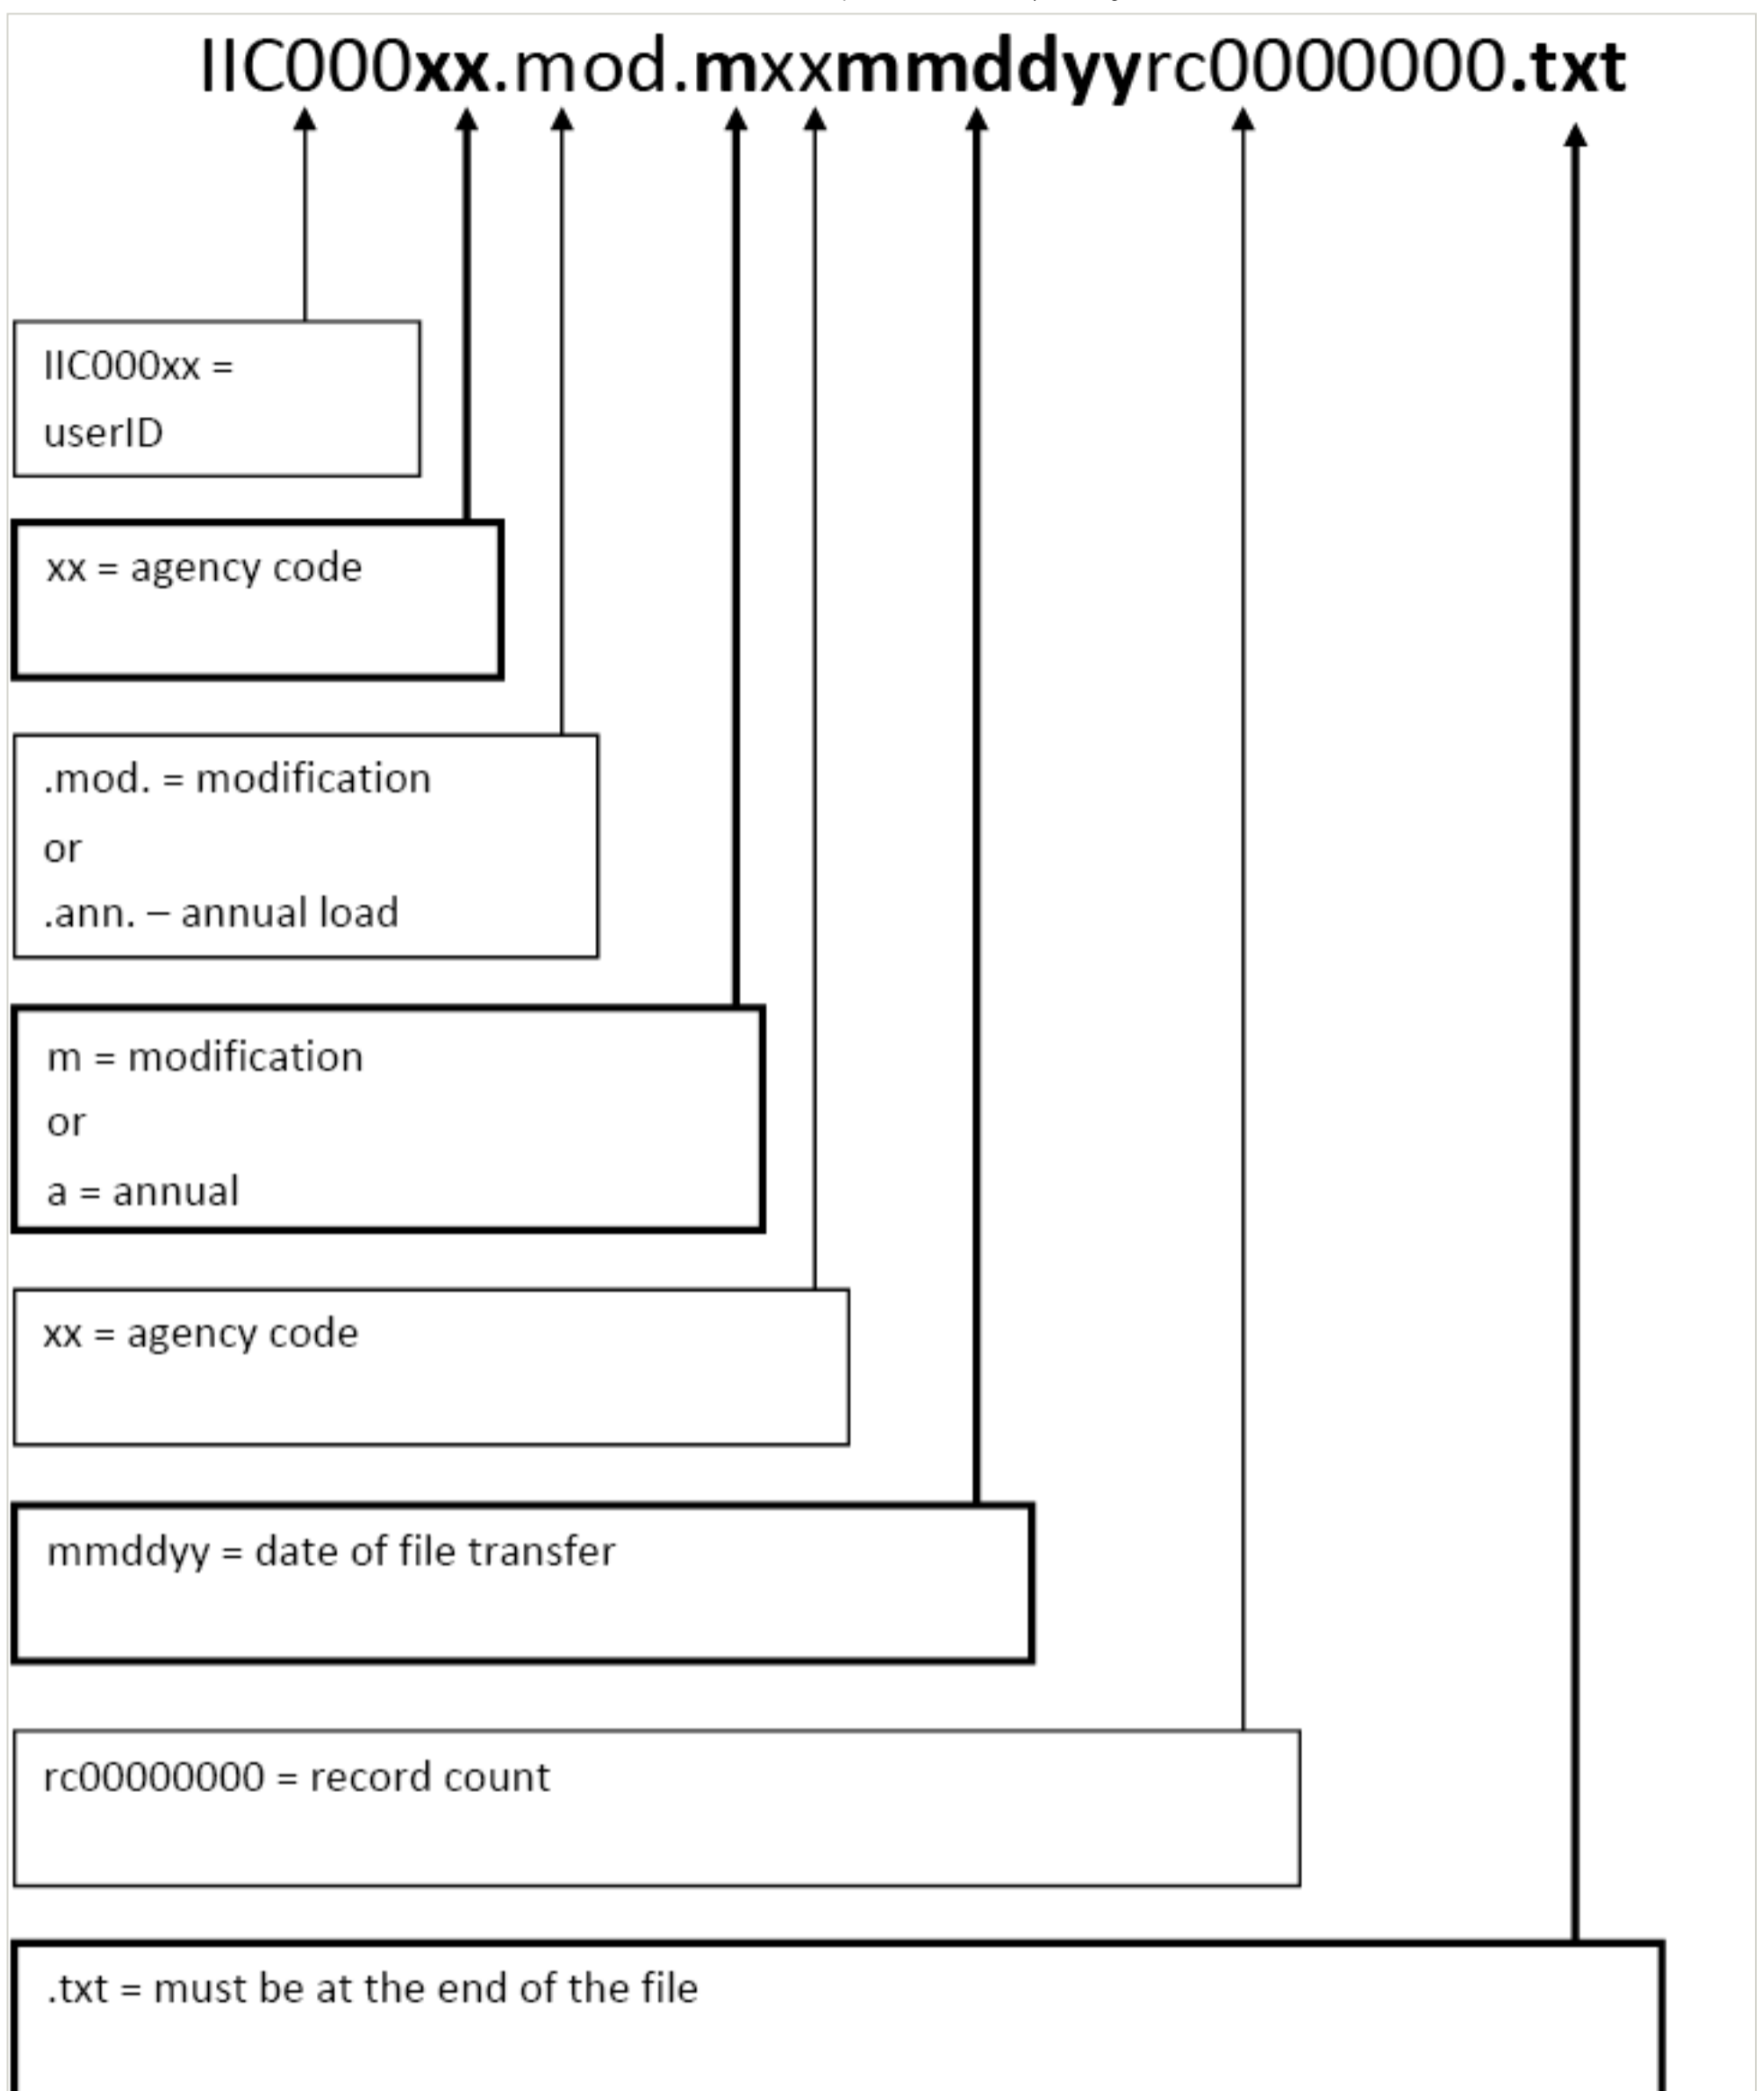 IIC000xx.mod.mxxmmddyyrc0000000.txt
IIC000xx =
userID
xx = agency code
.mod. = modification
or
.ann. – annual load
m = modification
or
a = annual
xx = agency code
mmddyy = date of file transfer
rc00000000 = record count
.txt = must be at the end of the file